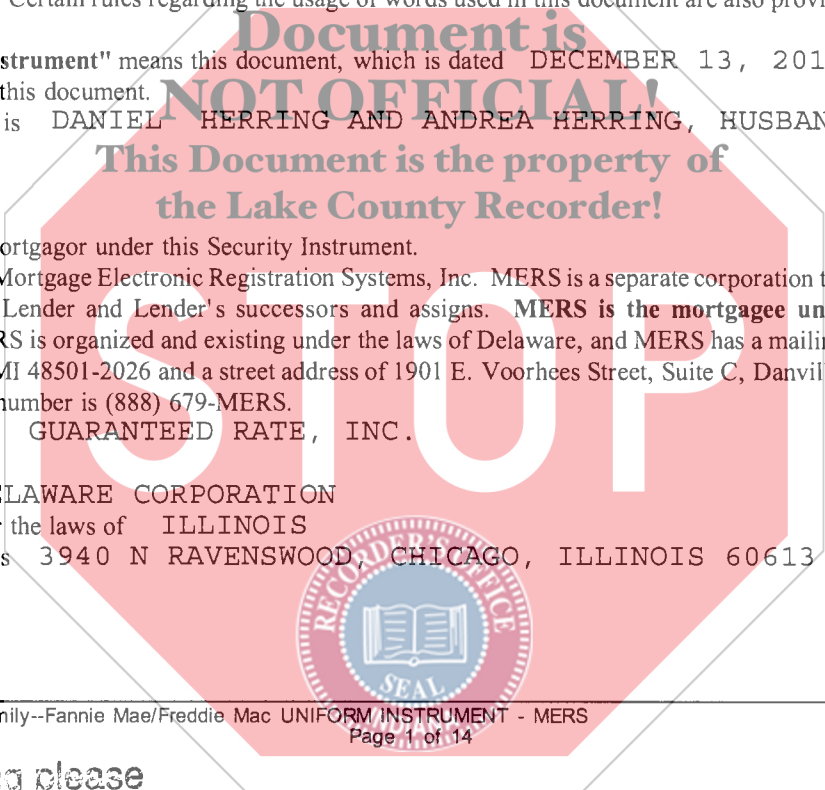 Certain rules regarding the usage of words used in this document are also provi
Document is
strument" means this document, which is dated DECEMBER 13, 201
this document.
NOT OFFICIAL!
is DANIEL HERRING AND ANDREA HERRING, HUSBAN
This Document is the property of
the Lake County Recorder!
ortgagor under this Security Instrument.
Mortgage Electronic Registration Systems, Inc. MERS is a separate corporation t
Lender and Lender's successors and assigns. MERS is the mortgagee un
RS is organized and existing under the laws of Delaware, and MERS has a mailin
MI 48501-2026 and a street address of 1901 E. Voorhees Street, Suite C, Danvil
number is (888) 679-MERS.
STOP
GUARANTEED RATE, INC.
ELAWARE CORPORATION
r the laws of ILLINOIS
s 3940 N RAVENSWOOD, CHICAGO, ILLINOIS 60613
RECORDER'S OFFICE
SEAL
INDIANA
mily--Fannie Mae/Freddie Mac UNIFORM INSTRUMENT - MERS
Page 1 of 14
g please